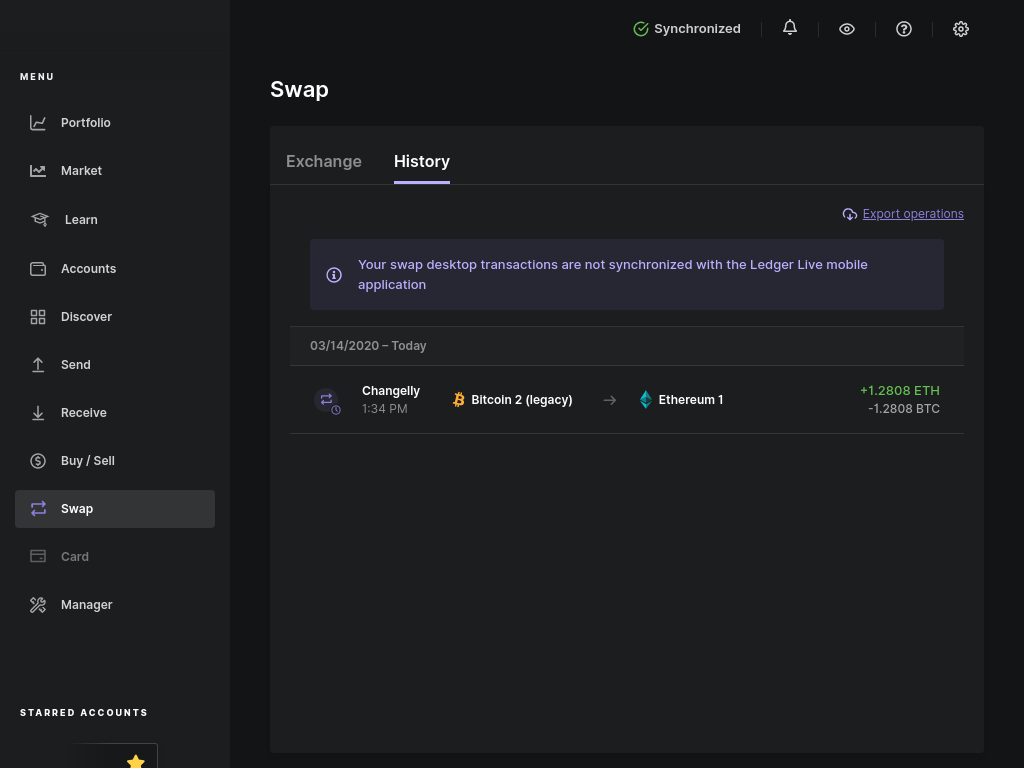 Synchronized
MENU
Portfolio
Market
Learn
Accounts
Discover
Send
Receive
Buy / Sell
Swap
Card
Manager
STARRED ACCOUNTS
Swap
Exchange
History
Export operations
Your swap desktop transactions are not synchronized with the Ledger Live mobile
application
03/14/2020 – Today
Changelly
1:34 PM
Bitcoin 2 (legacy)
Ethereum 1
+1.2808 ETH
-1.2808 BTC